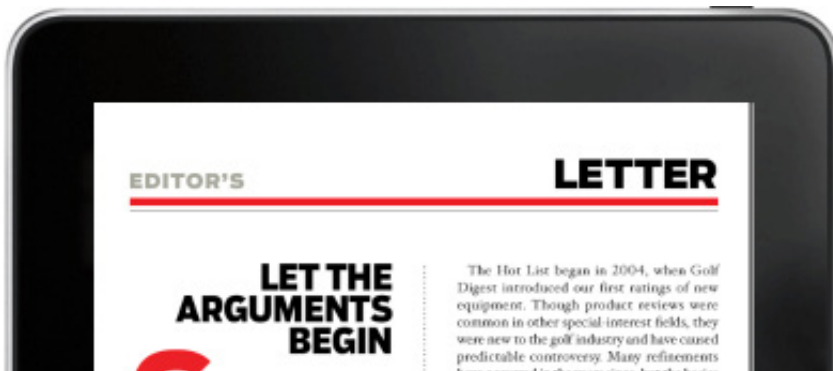 EDITOR'S LETTER
LET THE
ARGUMENTS
BEGIN
The Hot List began in 2004, when Golf
Digest introduced our first ratings of new
equipment. Though product reviews were
common in other special-interest fields, they
were new to the golf industry and have caused
predictable controversy. Many refinements